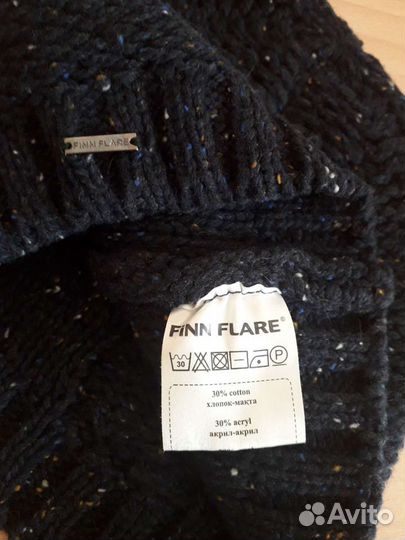 FINN FLARE
FINN FLARE®
30
P
30% cotton
хлопок-мақта
30% acryl
акрил-акрил
Avito